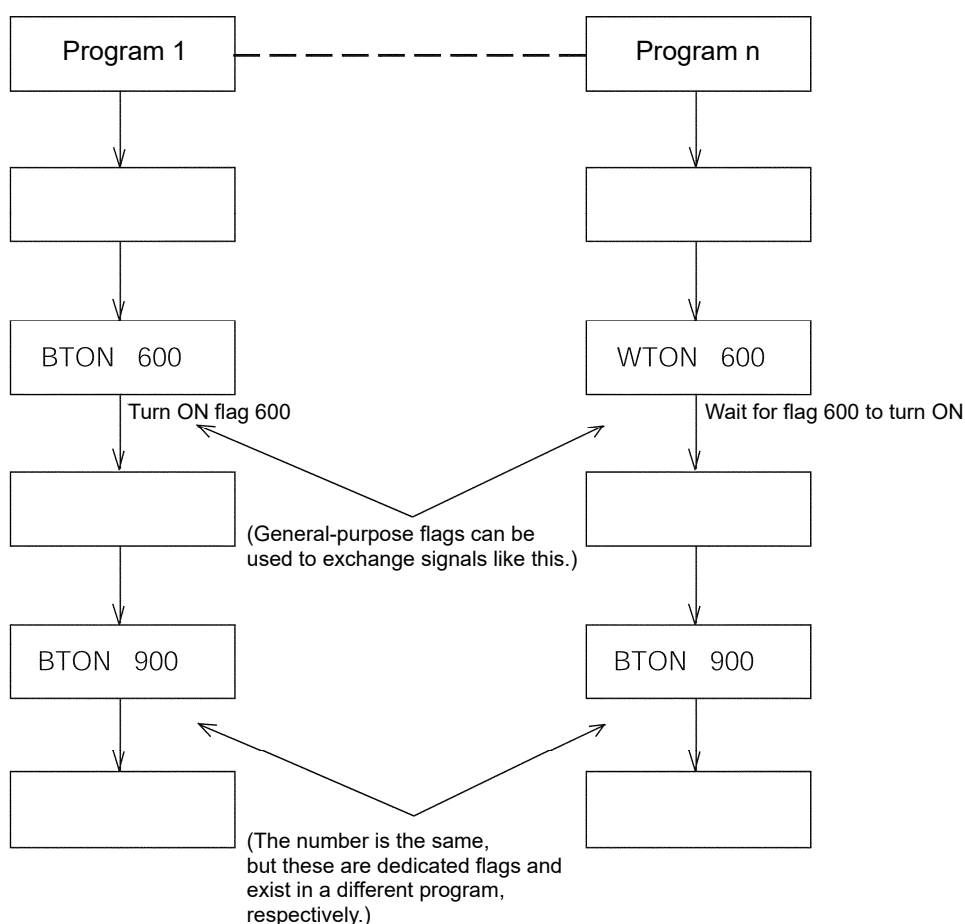 Program 1
Program n
BTON 600
WTON 600
Turn ON flag 600
Wait for flag 600 to turn ON
(General-purpose flags can be
used to exchange signals like this.)
BTON 900
BTON 900
(The number is the same,
but these are dedicated flags and
exist in a different program,
respectively.)